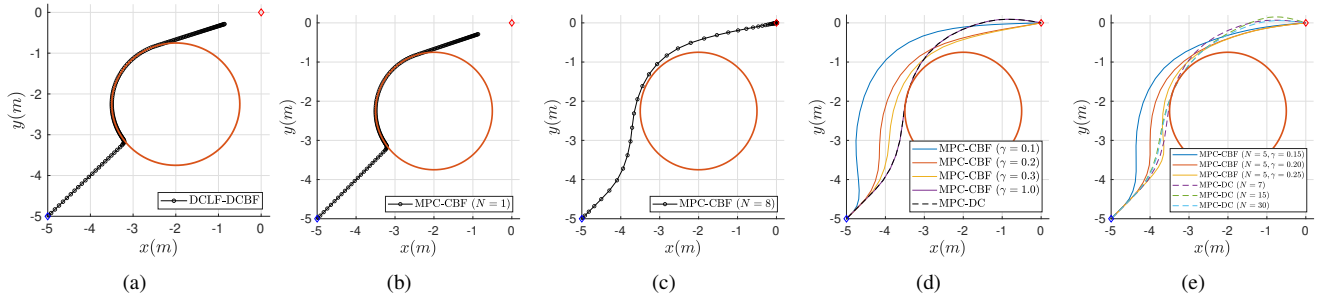 0
-1
-2
-3
-4
-5
y(m)
-5 -4 -3 -2 -1 0
x(m)
DCLF-DCBF
(a)
0
-1
-2
-3
-4
-5
y(m)
-5 -4 -3 -2 -1 0
x(m)
MPC-CBF (N = 1)
(b)
0
-1
-2
-3
-4
-5
y(m)
-5 -4 -3 -2 -1 0
x(m)
MPC-CBF (N = 8)
(c)
0
-1
-2
-3
-4
-5
y(m)
-5 -4 -3 -2 -1 0
x(m)
MPC-CBF (γ = 0.1)
MPC-CBF (γ = 0.2)
MPC-CBF (γ = 0.3)
MPC-CBF (γ = 1.0)
MPC-DC
(d)
0
-1
-2
-3
-4
-5
y(m)
-5 -4 -3 -2 -1 0
x(m)
MPC-CBF (N = 5, γ = 0.15)
MPC-CBF (N = 5, γ = 0.20)
MPC-CBF (N = 5, γ = 0.25)
MPC-DC (N = 7)
MPC-DC (N = 15)
MPC-DC (N = 30)
(e)